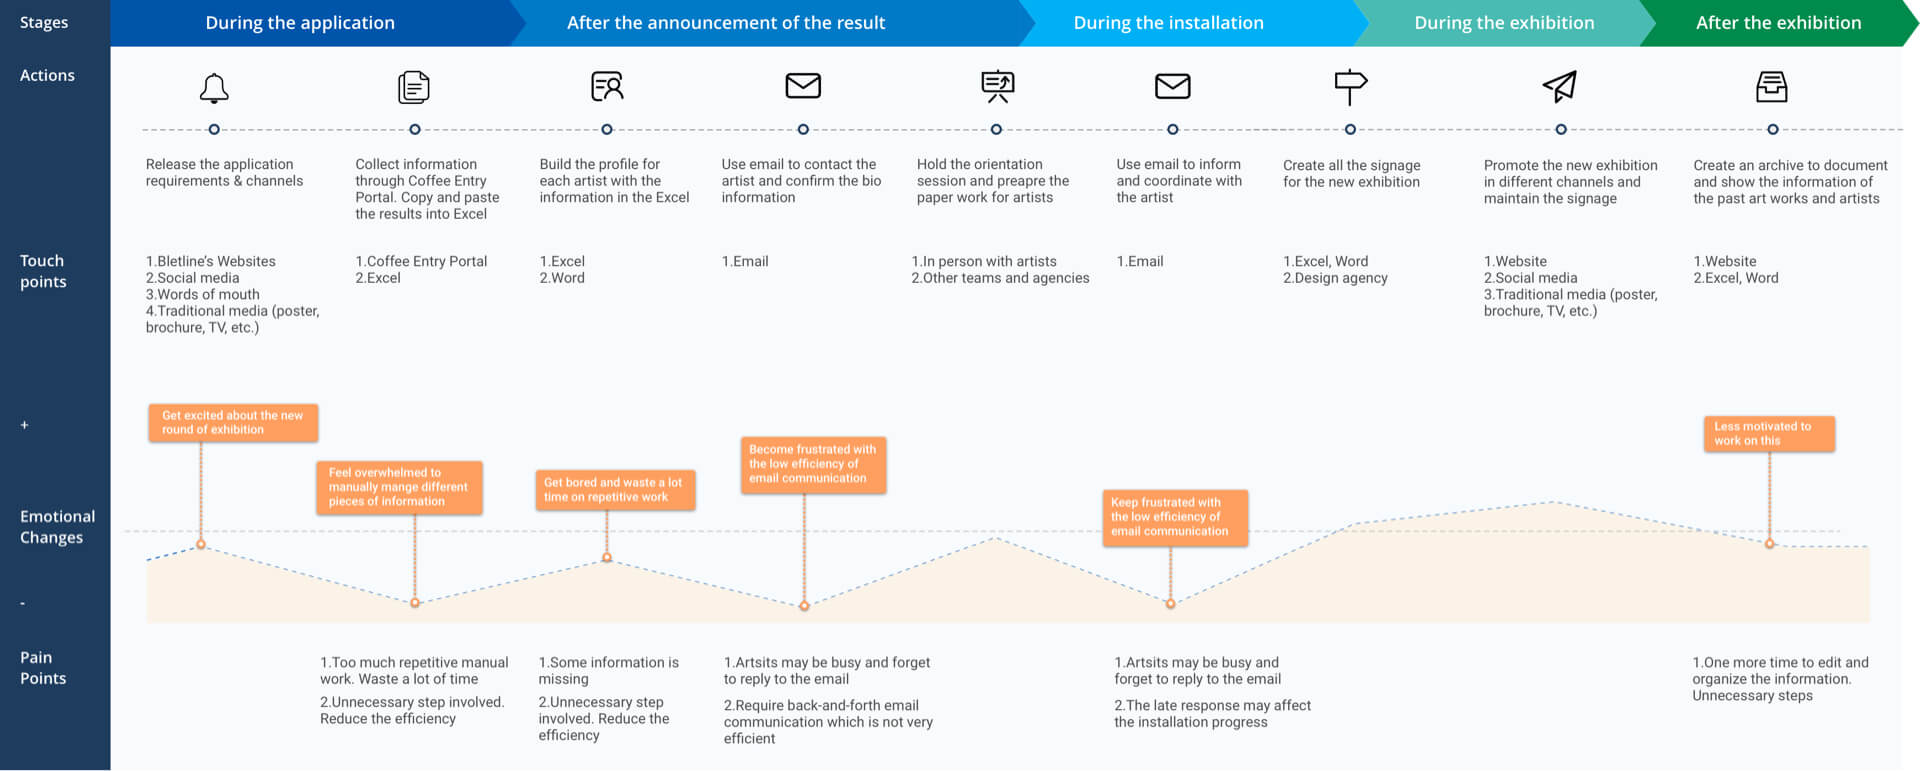 Stages
During the application
After the announcement of the result
During the installation
During the exhibition
After the exhibition
Actions
Release the application
requirements & channels
Collect information
through Coffee Entry
Portal. Copy and paste
the results into Excel
Build the profile for
each artist with the
information in the Excel
Use email to contact the
artist and confirm the bio
information
Hold the orientation
session and preapre the
paper work for artists
Use email to inform
and coordinate with
the artist
Create all the signage
for the new exhibition
Promote the new exhibition
in different channels and
maintain the signage
Create an archive to document
and show the information of
the past art works and artists
Touch
points
1.Bletline's Websites
2.Social media
3.Words of mouth
4.Traditional media (poster,
brochure, TV, etc.)
1.Coffee Entry Portal
2.Excel
1.Excel
2.Word
1.Email
1.In person with artists
2.Other teams and agencies
1.Email
1.Excel, Word
2.Design agency
1.Website
2.Social media
3.Traditional media (poster,
brochure, TV, etc.)
1.Website
2.Excel, Word
+
Emotional
Changes
-
Get excited about the new
round of exhibition
Feel overwhelmed to
manually mange different
pieces of information
Get bored and waste a lot
time on repetitive work
Become frustrated with
the low efficiency of
email communication
Keep frustrated with
the low efficiency of
email communication
Less motivated to
work on this
Pain
Points
1.Too much repetitive manual
work. Waste a lot of time
2.Unnecessary step involved.
Reduce the efficiency
1.Some information is
missing
2.Unnecessary step
involved. Reduce the
efficiency
1.Artsits may be busy and forget
to reply to the email
2.Require back-and-forth email
communication which is not very
efficient
1.Artsits may be busy and
forget to reply to the email
2.The late response may affect
the installation progress
1.One more time to edit and
organize the information.
Unnecessary steps